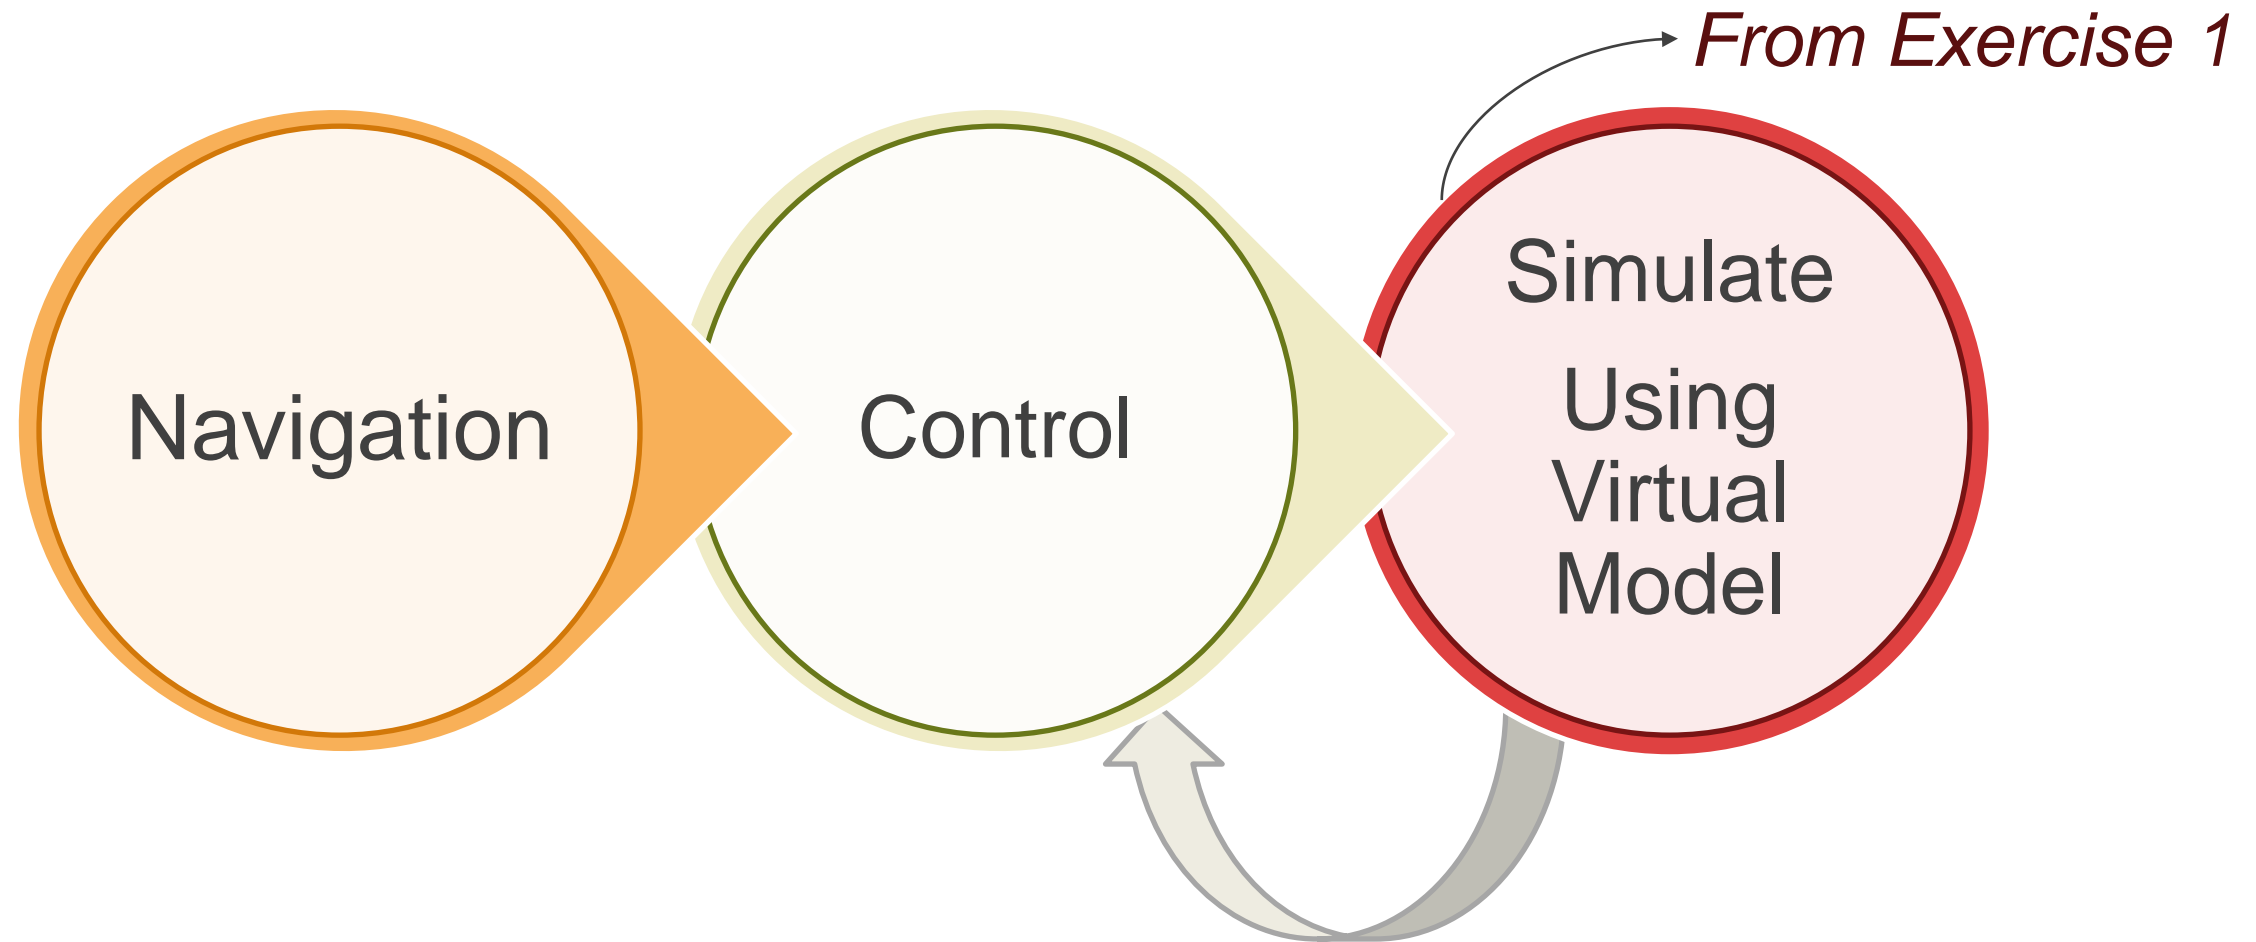 From Exercise 1
Navigation
Control
Simulate
Using
Virtual
Model